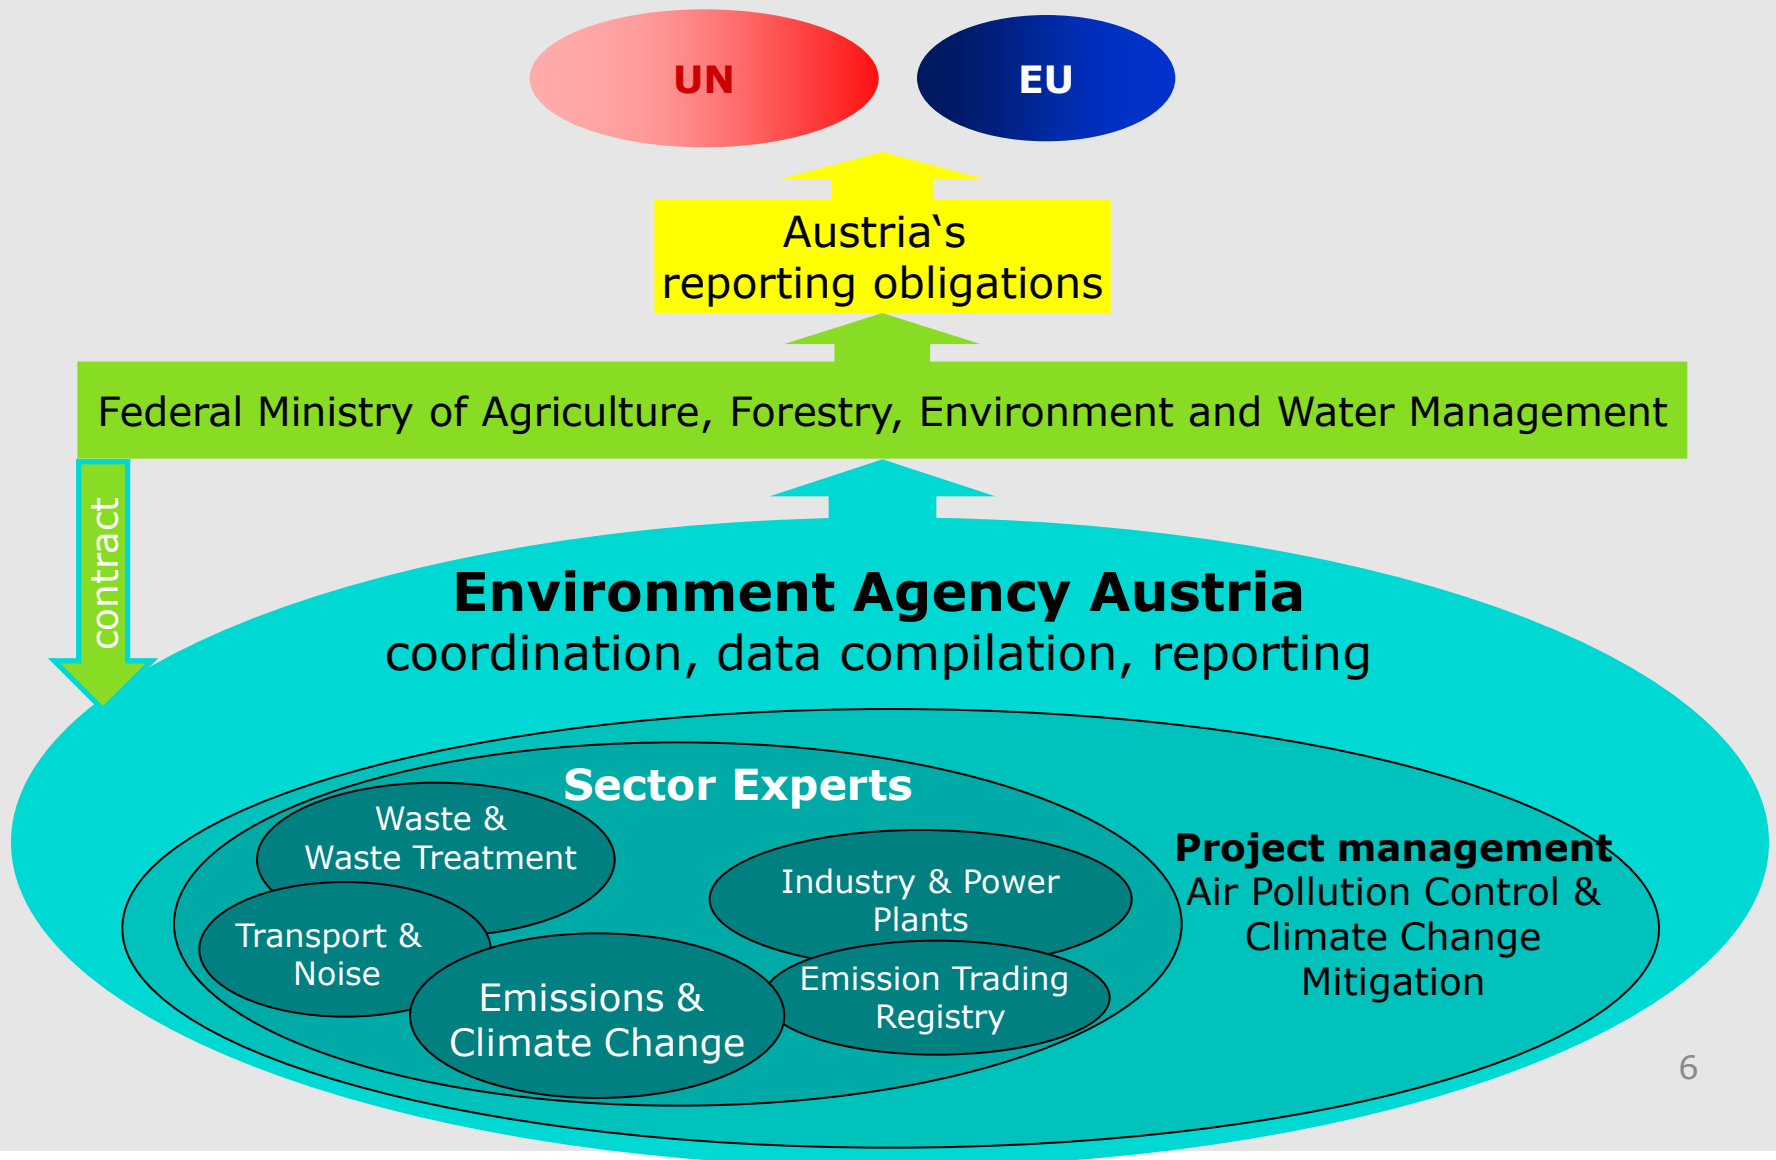 UN
EU
Austria‘s
reporting obligations
Federal Ministry of Agriculture, Forestry, Environment and Water Management
contract
Environment Agency Austria
coordination, data compilation, reporting
Sector Experts
Waste &
Waste Treatment
Transport &
Noise
Emissions &
Climate Change
Industry & Power
Plants
Emission Trading
Registry
Project management
Air Pollution Control &
Climate Change
Mitigation
6